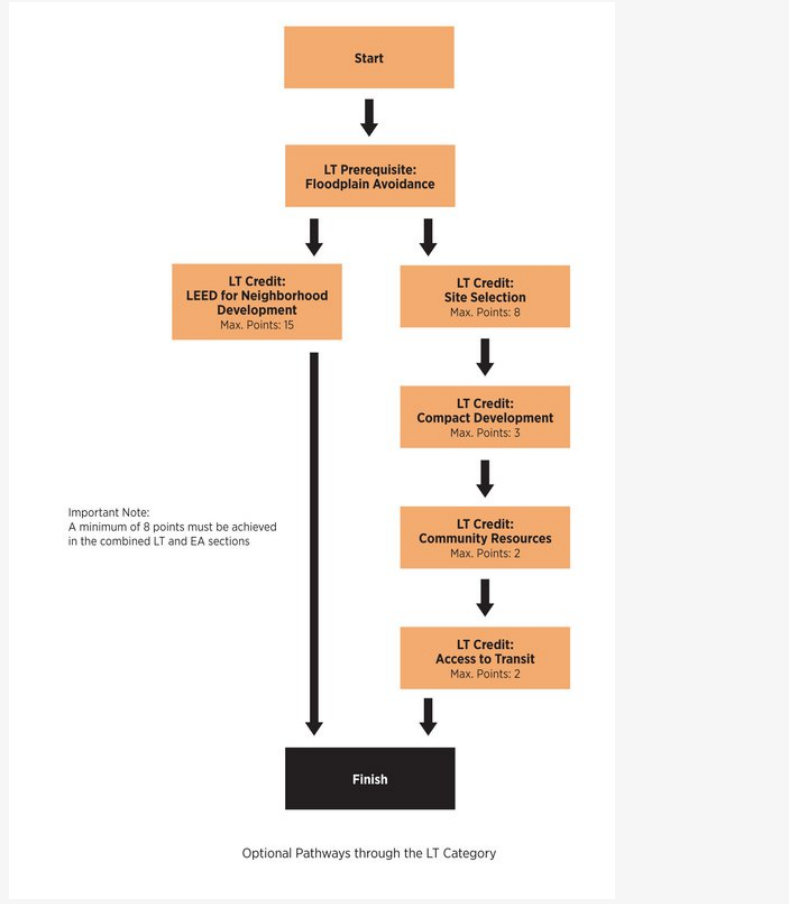 Start
LT Prerequisite:
Floodplain Avoidance
LT Credit:
LEED for Neighborhood
Development
Max. Points: 15
LT Credit:
Site Selection
Max. Points: 8
LT Credit:
Compact Development
Max. Points: 3
Important Note:
A minimum of 8 points must be achieved
in the combined LT and EA sections
LT Credit:
Community Resources
Max. Points: 2
LT Credit:
Access to Transit
Max. Points: 2
Finish
Optional Pathways through the LT Category